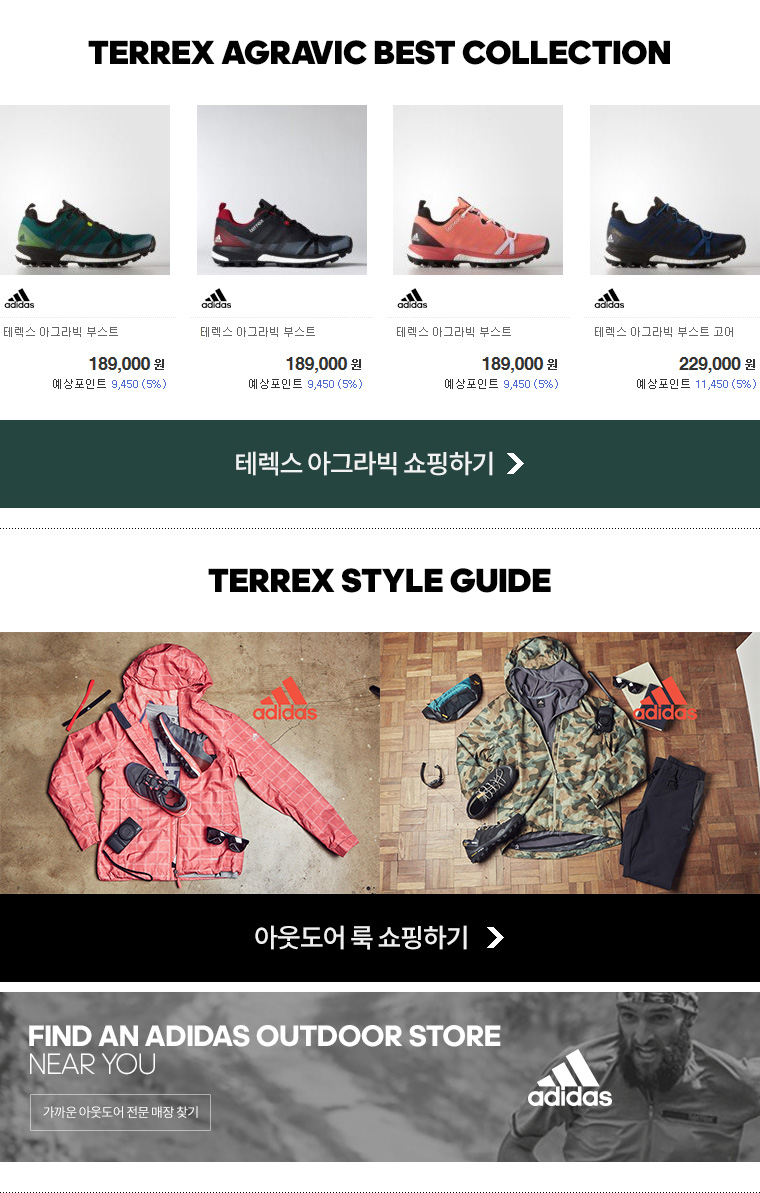 TERREX AGRAVIC BEST COLLECTION
adidas
adidas
adidas
adidas
테렉스 아그라빅 부스트
테렉스 아그라빅 부스트
테렉스 아그라빅 부스트
테렉스 아그라빅 부스트 고어
189,000 원
189,000 원
189,000 원
229,000 원
예상포인트 9,450 (5%)
예상포인트 9,450 (5%)
예상포인트 9,450 (5%)
예상포인트 11,450 (5%)
테렉스 아그라빅 쇼핑하기
TERREX STYLE GUIDE
adidas
adidas
아웃도어 룩 쇼핑하기
FIND AN ADIDAS OUTDOOR STORE
NEAR YOU
adidas
가까운 아웃도어 전문 매장 찾기